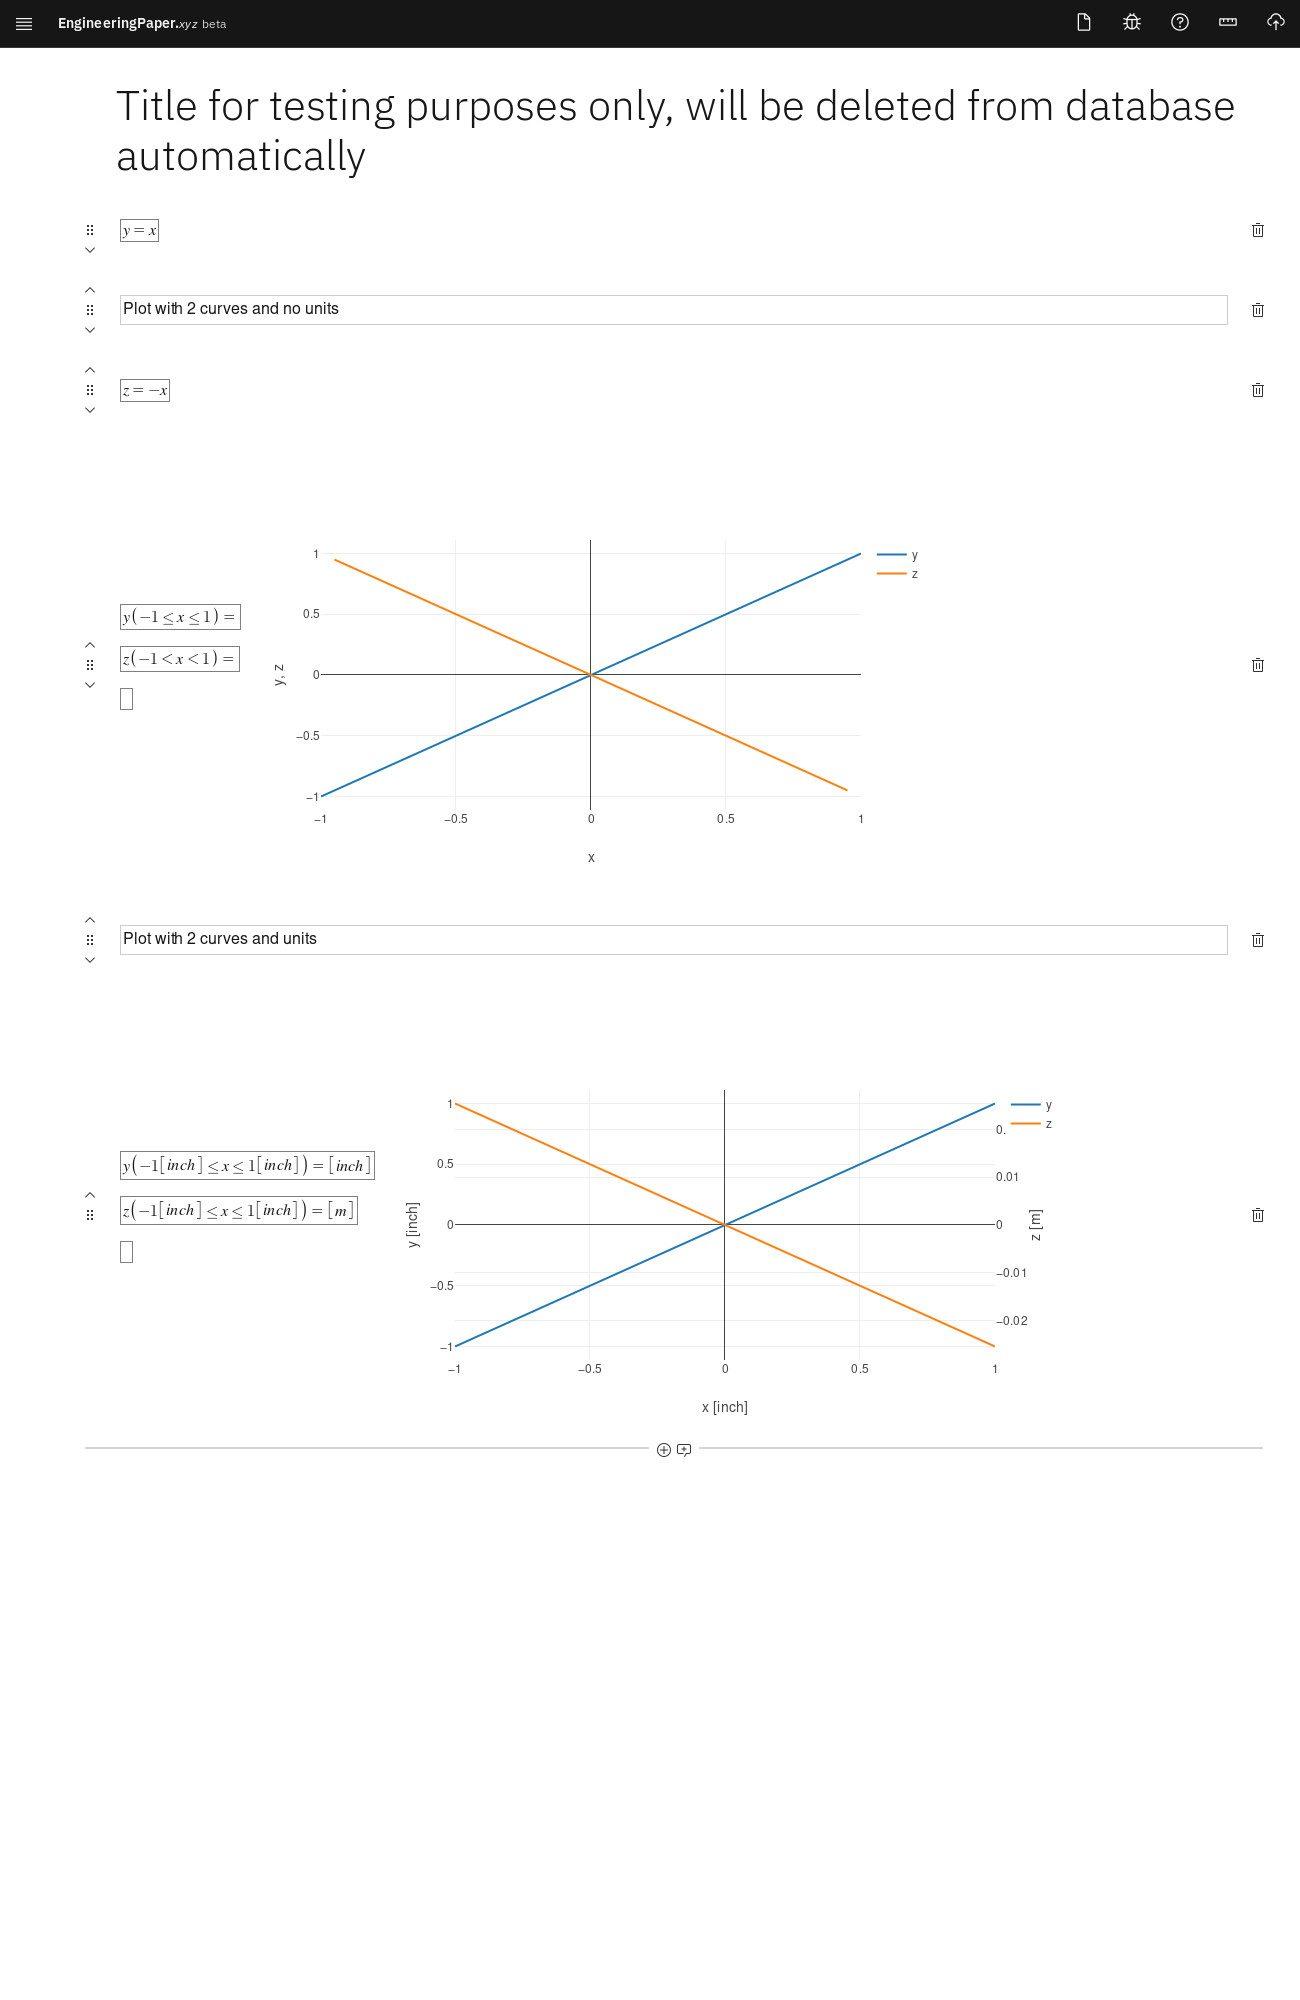 EngineeringPaper.xyz beta
Title for testing purposes only, will be deleted from database
automatically
y = x
Plot with 2 curves and no units
z = −x
y(−1 ≤ x ≤ 1) =
z(−1 < x < 1) =
y, z
1
0.5
0
−0.5
−1
−1 −0.5 0 0.5 1
x
y
z
Plot with 2 curves and units
y(−1[inch] ≤ x ≤ 1[inch]) = [inch]
z(−1[inch] ≤ x ≤ 1[inch]) = [m]
y [inch]
1
0.5
0
−0.5
−1
−1 −0.5 0 0.5 1
x [inch]
0.
0.01
0
−0.01
−0.02
z [m]
y
z